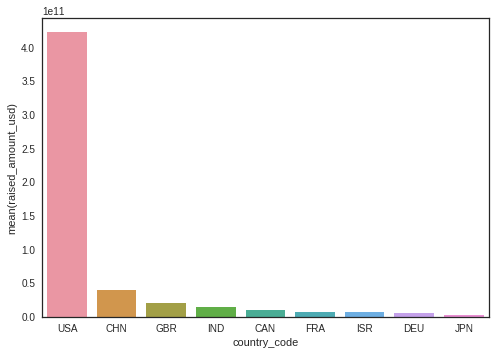 1e11
4.0
3.5
3.0
2.5
2.0
1.5
1.0
0.5
0.0
mean(raised_amount_usd)
USA CHN GBR IND CAN FRA ISR DEU JPN
country_code